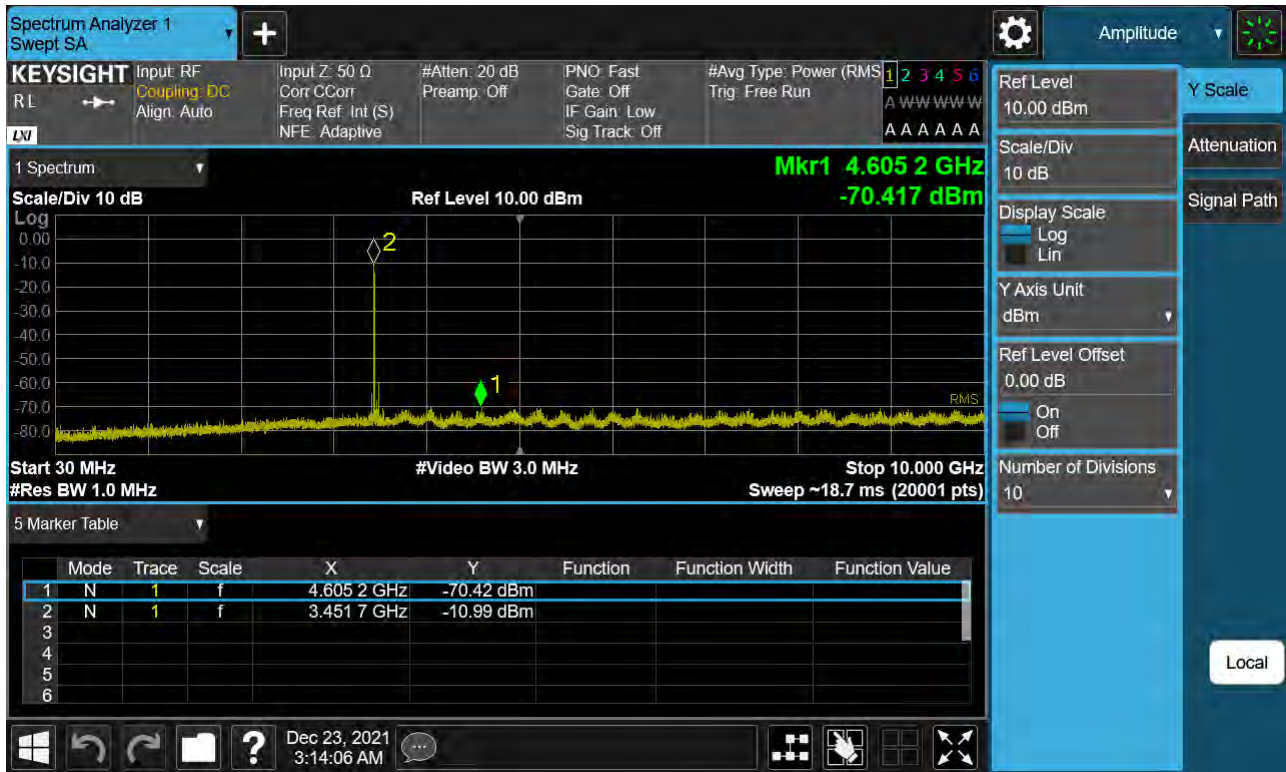 Spectrum Analyzer 1
Swept SA
+
Amplitude
KEYSIGHT
RL
LXI
Input: RF
Coupling: DC
Align: Auto
Input Z: 50 Ω
Corr CCorr
Freq Ref: Int (S)
NFE: Adaptive
#Atten: 20 dB
Preamp: Off
PNO: Fast
Gate: Off
IF Gain: Low
Sig Track: Off
#Avg Type: Power (RMS
Trig: Free Run
1 2 3 4 5 6
A W W W W W
A A A A A A
1 Spectrum
Mkr1 4.605 2 GHz
Scale/Div 10 dB
Ref Level 10.00 dBm
-70.417 dBm
Log
0.00
-10.0
-20.0
-30.0
-40.0
-50.0
-60.0
-70.0
-80.0
2
1
RMS
Start 30 MHz
#Video BW 3.0 MHz
Stop 10.000 GHz
#Res BW 1.0 MHz
Sweep ~18.7 ms (20001 pts)
5 Marker Table
Mode Trace Scale X Y Function Function Width Function Value
1 N 1 f 4.605 2 GHz -70.42 dBm
2 N 1 f 3.451 7 GHz -10.99 dBm
3
4
5
6
Ref Level
10.00 dBm
Scale/Div
10 dB
Display Scale
Log
Lin
Y Axis Unit
dBm
Ref Level Offset
0.00 dB
On
Off
Number of Divisions
10
Y Scale
Attenuation
Signal Path
Local
?
Dec 23, 2021
3:14:06 AM